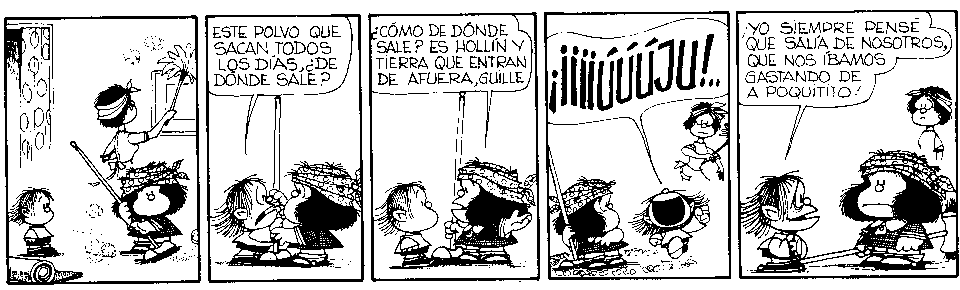 ESTE POLVO QUE
SACAN TODOS
LOS DÍAS, ¿DE
DÓNDE SALE?
¿CÓMO DE DÓNDE
SALE? ES HOLLÍN Y
TIERRA QUE ENTRAN
DE AFUERA, GUILLE
¡IIIIÚÚÚJU!..
YO SIEMPRE PENSÉ
QUE SALÍA DE NOSOTROS,
QUE NOS ÍBAMOS
GASTANDO DE
A POQUITITO!